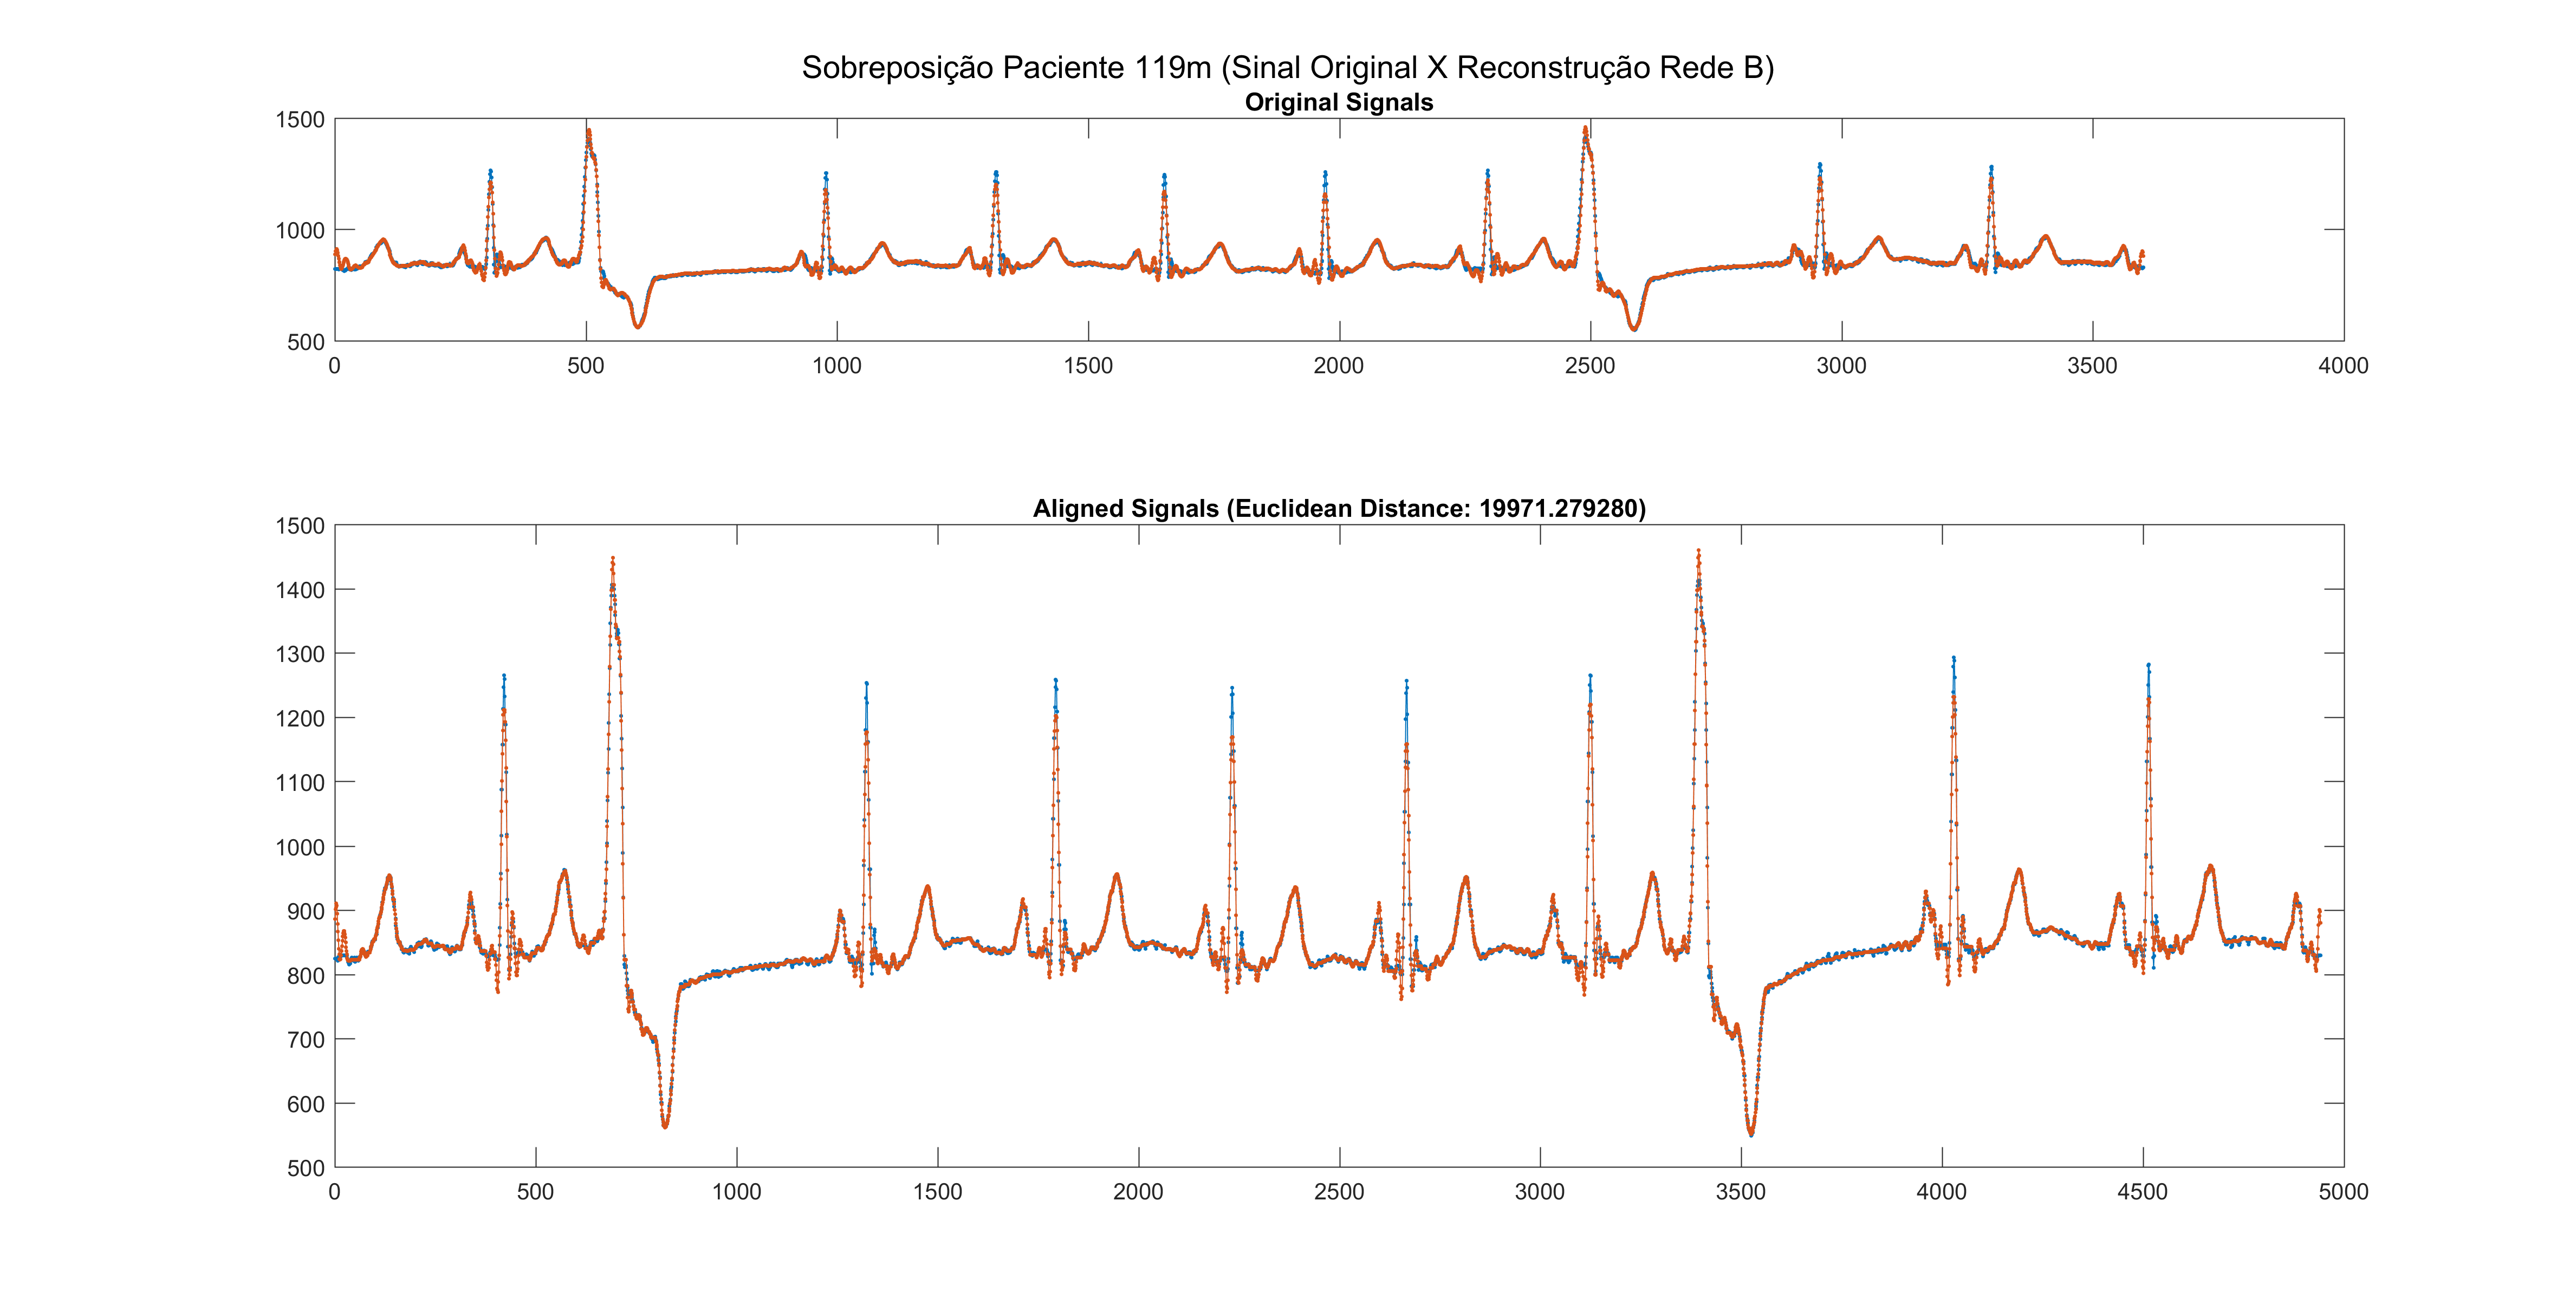 Sobreposição Paciente 119m (Sinal Original X Reconstrução Rede B)
Original Signals
1500
1000
500
0 500 1000 1500 2000 2500 3000 3500 4000
Aligned Signals (Euclidean Distance: 19971.279280)
1500
1400
1300
1200
1100
1000
900
800
700
600
500
0 500 1000 1500 2000 2500 3000 3500 4000 4500 5000